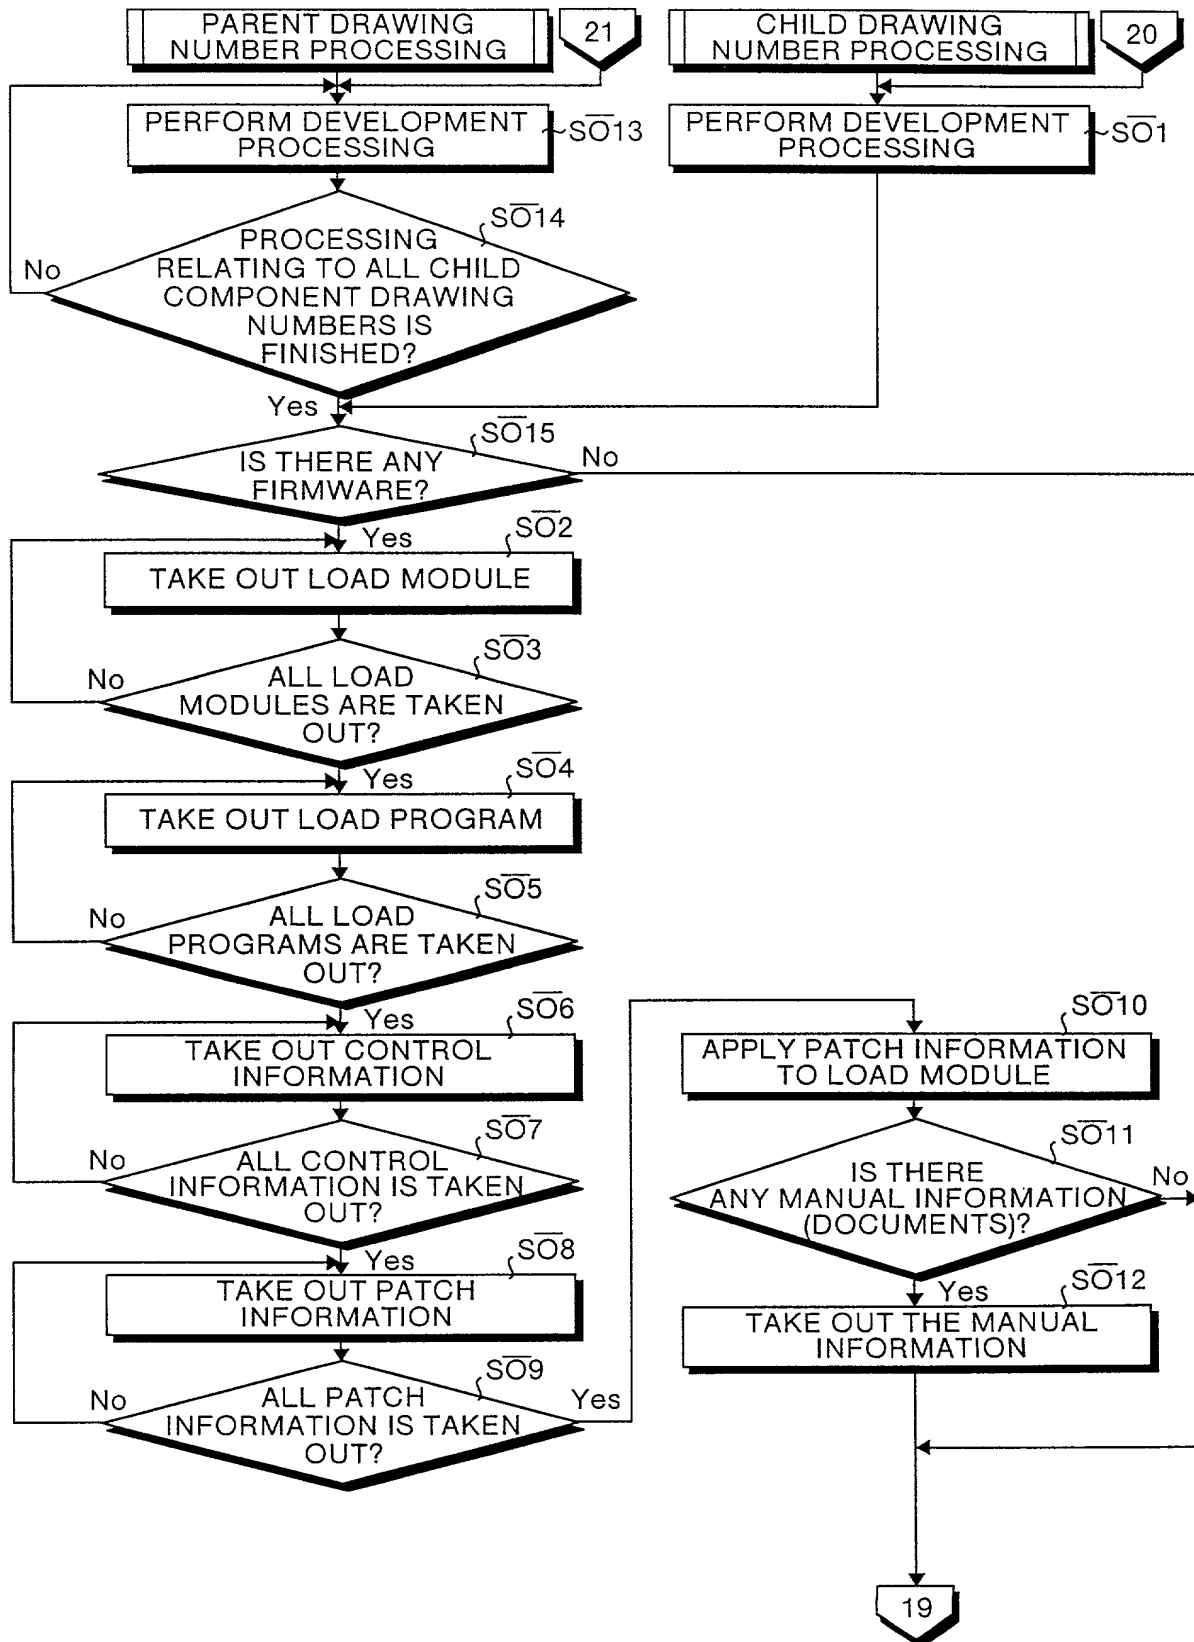 PARENT DRAWING
NUMBER PROCESSING
21
CHILD DRAWING
NUMBER PROCESSING
20
PERFORM DEVELOPMENT
PROCESSING
SO13
PERFORM DEVELOPMENT
PROCESSING
SO1
SO14
PROCESSING
RELATING TO ALL CHILD
COMPONENT DRAWING
NUMBERS IS
FINISHED?
No
Yes
SO15
IS THERE ANY
FIRMWARE?
No
Yes
SO2
TAKE OUT LOAD MODULE
SO3
ALL LOAD
MODULES ARE TAKEN
OUT?
No
Yes
SO4
TAKE OUT LOAD PROGRAM
SO5
ALL LOAD
PROGRAMS ARE TAKEN
OUT?
No
Yes
SO6
TAKE OUT CONTROL
INFORMATION
SO7
ALL CONTROL
INFORMATION IS TAKEN
OUT?
No
Yes
SO8
TAKE OUT PATCH
INFORMATION
SO9
ALL PATCH
INFORMATION IS TAKEN
OUT?
No
Yes
SO10
APPLY PATCH INFORMATION
TO LOAD MODULE
SO11
IS THERE
ANY MANUAL INFORMATION
(DOCUMENTS)?
No
Yes
SO12
TAKE OUT THE MANUAL
INFORMATION
19